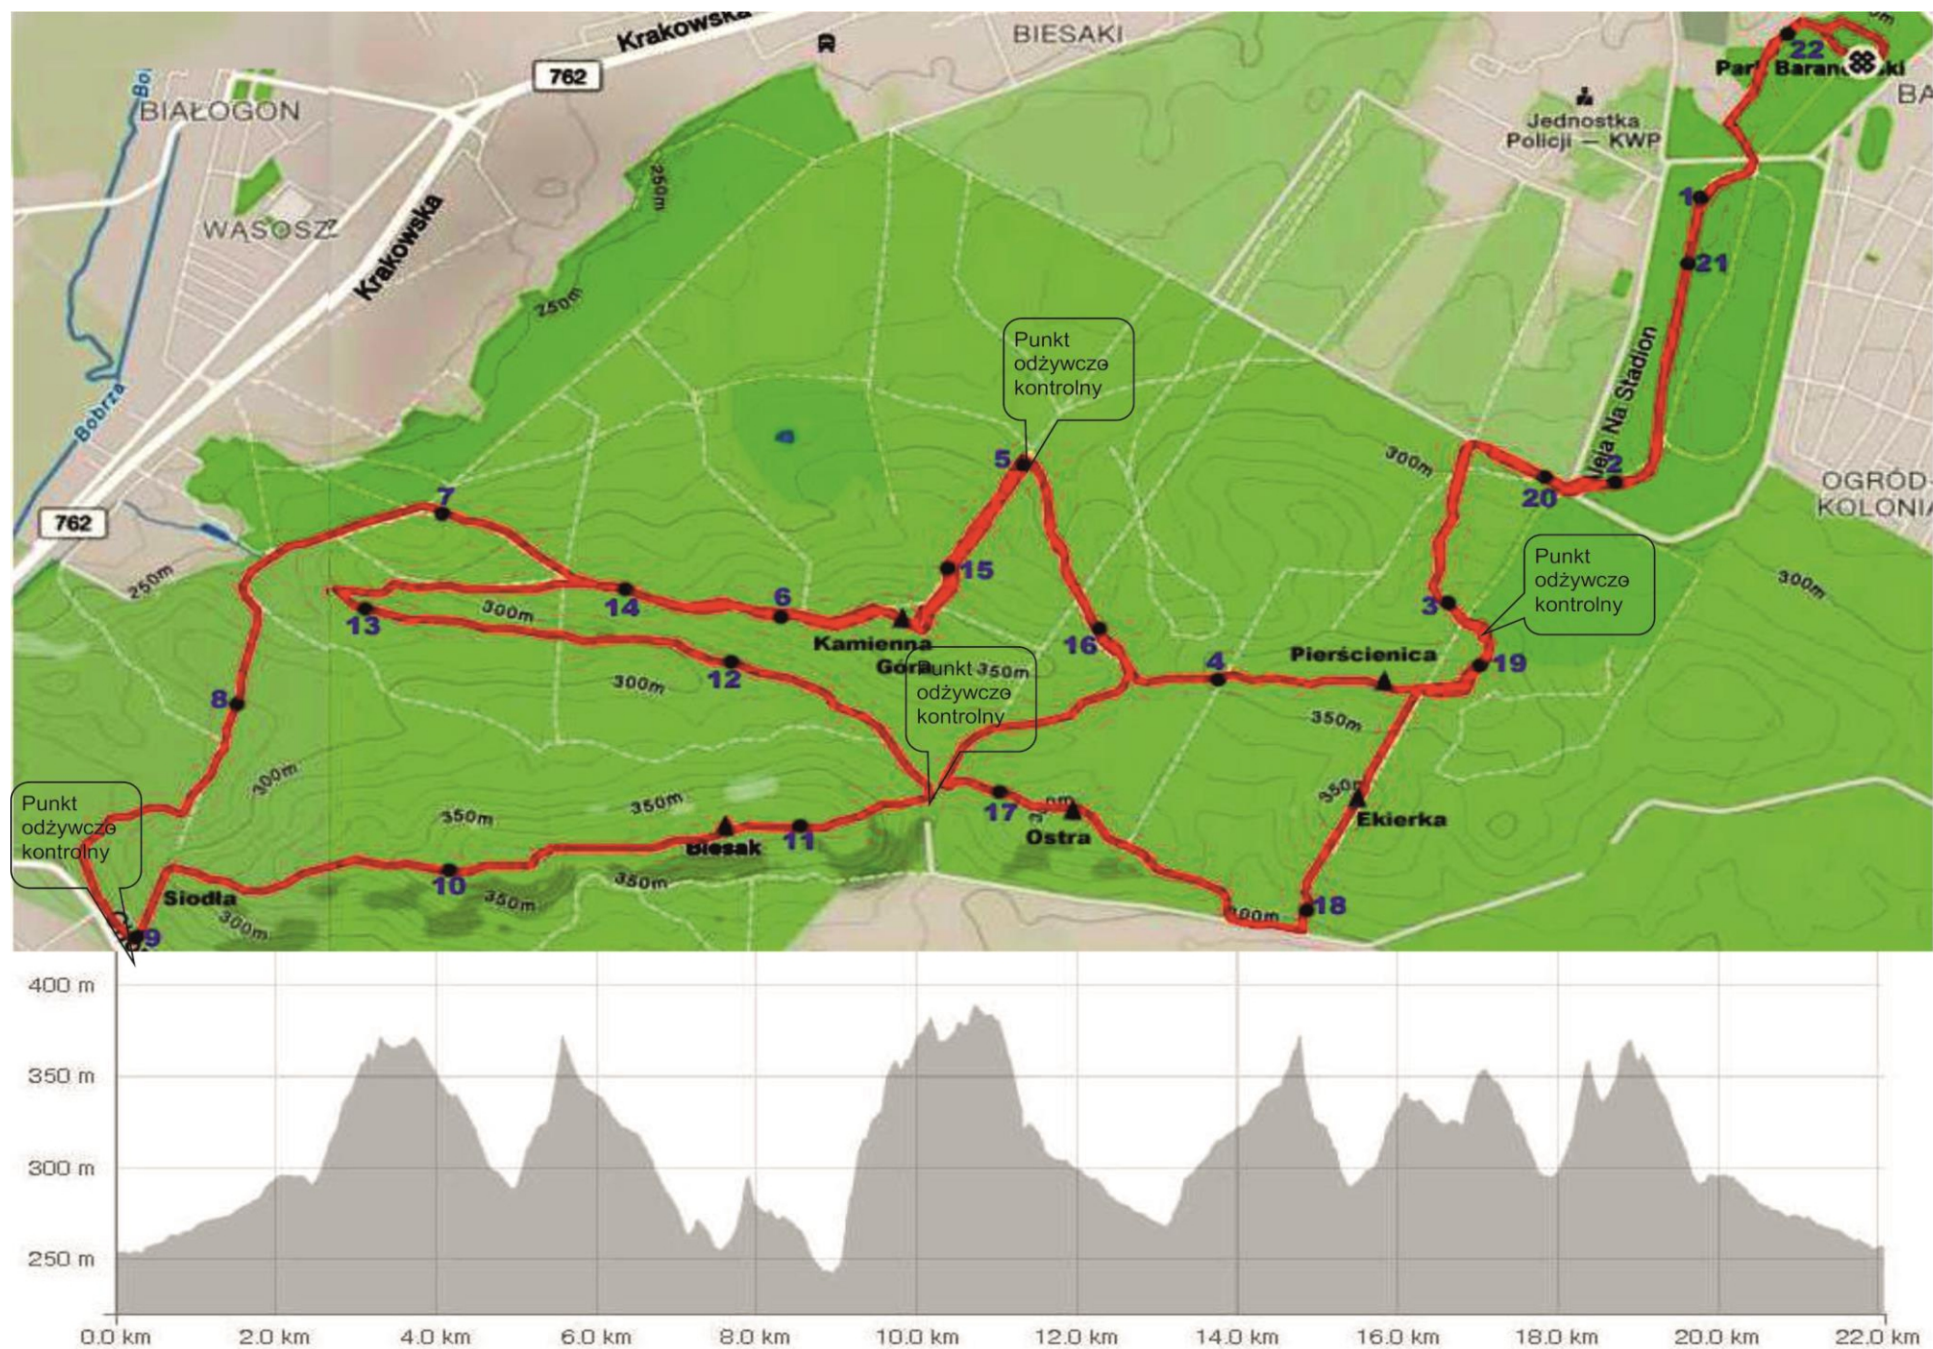 Krakowska
BIESAKI
762
22
Park Baran
ki
BA
BIAŁOGON
Jednostka
Policji — KWP
250m
1
WĄSOSZ
Krakowska
21
250m
Punkt
odżywczo
kontrolny
Na Stadion
Bobrza
300m
5
2
20
OGRÓD-
KOLONIA
7
762
Punkt
odżywczo
kontrolny
250m
300m
15
6
14
300m
3
13
16
Kamienna
Góra
Punkt
odżywczo
kontrolny
350m
4
Pierścienica
19
12
300m
8
350m
300m
Punkt
odżywczo
kontrolny
350m
350m
17
Ostra
Ekierka
Biesak
11
10
350m
350m
Siodła
300m
18
300m
9
400 m
350 m
300 m
250 m
0.0 km
2.0 km
4.0 km
6.0 km
8.0 km
10.0 km
12.0 km
14.0 km
16.0 km
18.0 km
20.0 km
22.0 km